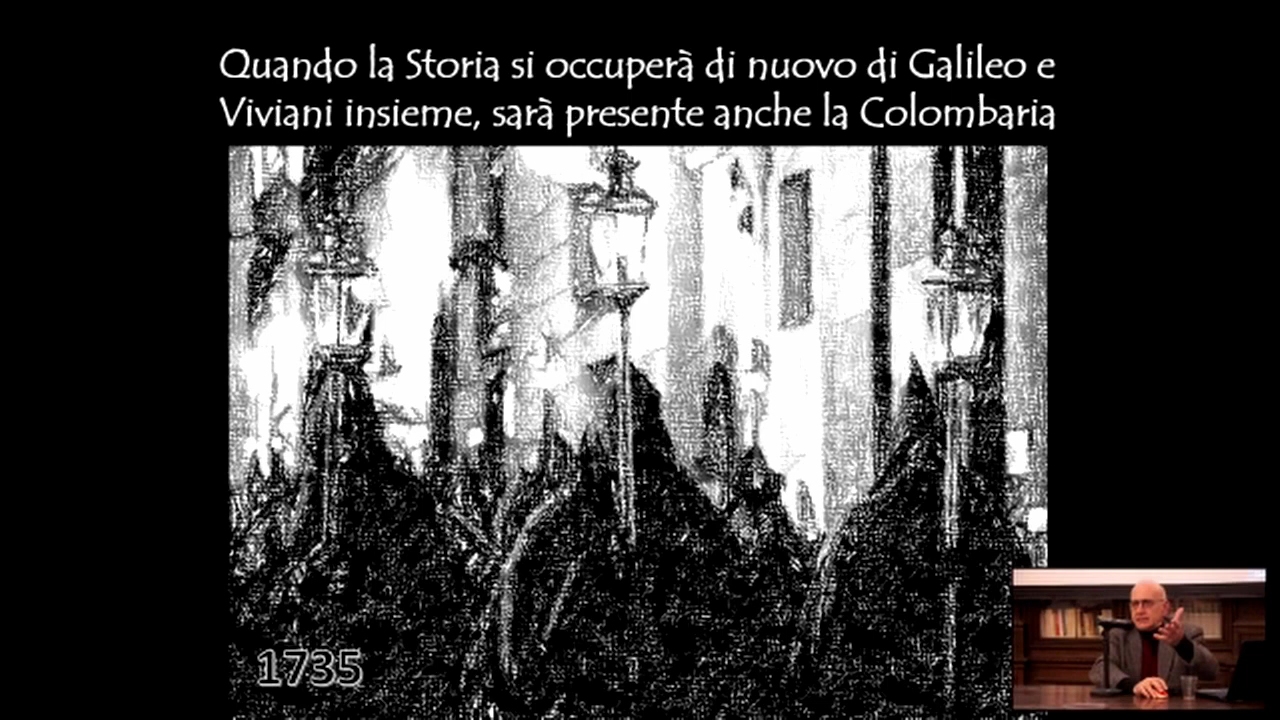 Quando la Storia si occuperà di nuovo di Galileo e
Viviani insieme, sarà presente anche la Colombaria
1735